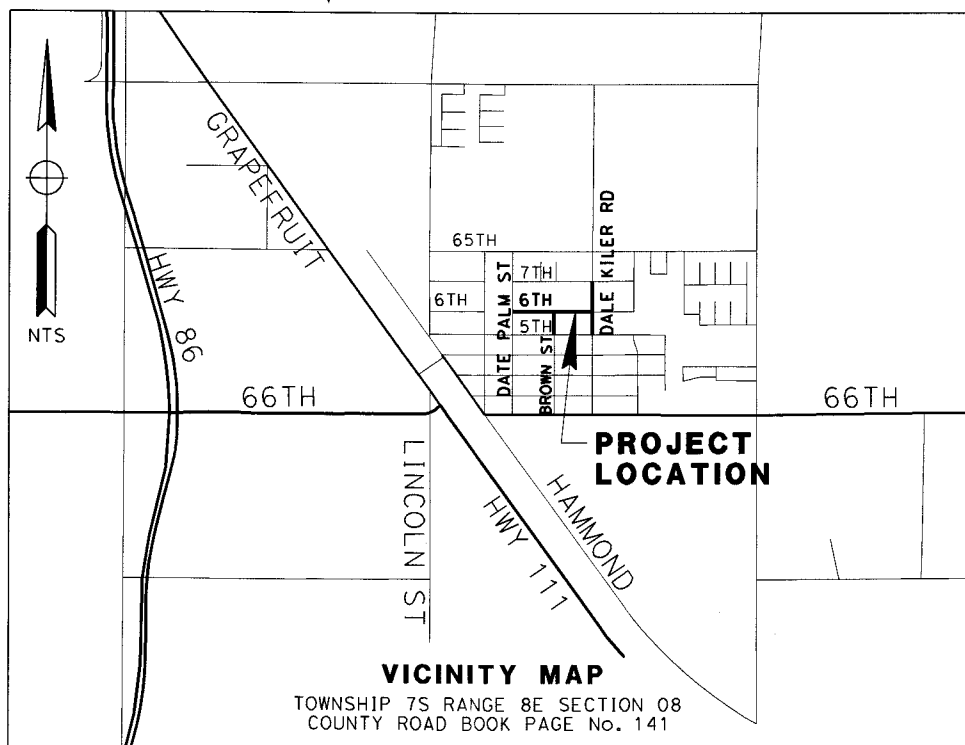 GRAPEFRUIT
NTS
HWY 86
65TH
DALE KILER RD
DATE PALM ST
7TH
6TH
6TH
5TH
BROWN ST
66TH
66TH
PROJECT
LOCATION
LINCOLN ST
HAMMOND
HWY 111
VICINITY MAP
TOWNSHIP 7S RANGE 8E SECTION 08
COUNTY ROAD BOOK PAGE No. 141